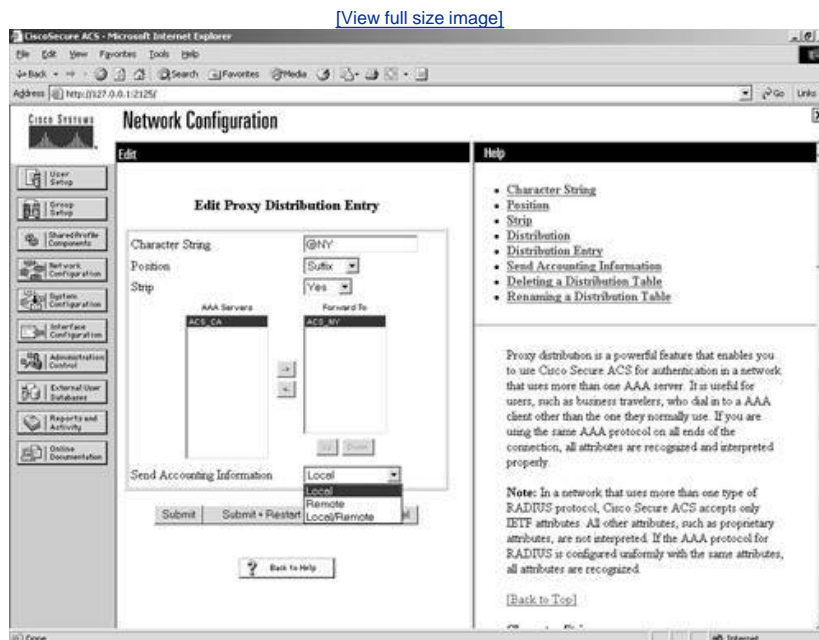 [View full size image]
CiscoSecure ACS - Microsoft Internet Explorer
File Edit View Favorites Tools Help
Back Search Favorites Media
Address http://127.0.0.1:2125/ Go Links
CISCO SYSTEMS
Network Configuration
Edit
Help
User Setup
Group Setup
Shared Profile Components
Network Configuration
System Configuration
Interface Configuration
Administration Control
External User Databases
Reports and Activity
Online Documentation
Edit Proxy Distribution Entry
Character String @NY
Position Suffix
Strip Yes
AAA Servers Forward To
ACS_CA ACS_NY
Up Down
Send Accounting Information Local
Local
Remote
Local/Remote
Submit Submit + Restart
? Back to Help
• Character String
• Position
• Strip
• Distribution
• Distribution Entry
• Send Accounting Information
• Deleting a Distribution Table
• Renaming a Distribution Table
Proxy distribution is a powerful feature that enables you
to use Cisco Secure ACS for authentication in a network
that uses more than one AAA server. It is useful for
users, such as business travelers, who dial in to a AAA
client other than the one they normally use. If you are
using the same AAA protocol on all ends of the
connection, all attributes are recognized and interpreted
properly.
Note: In a network that uses more than one type of
RADIUS protocol, Cisco Secure ACS accepts only
IETF attributes. All other attributes, such as proprietary
attributes, are not interpreted. If the AAA protocol for
RADIUS is configured uniformly with the same attributes,
all attributes are recognized.
[Back to Top]
Done Internet